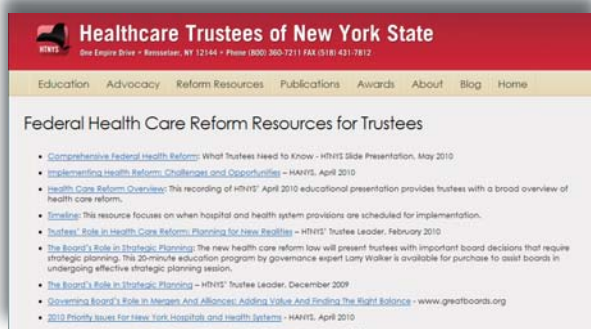 Healthcare Trustees of New York State
HTNYS
One Empire Drive • Rensselaer, NY 12144 • Phone (800) 360-7211 FAX (518) 431-7812
Education Advocacy Reform Resources Publications Awards About Blog Home
Federal Health Care Reform Resources for Trustees
• Comprehensive Federal Health Reform: What Trustees Need to Know - HTNYS Slide Presentation, May 2010
• Implementing Health Reform: Challenges and Opportunities – HANYS, April 2010
• Health Care Reform Overview: This recording of HTNYS' April 2010 educational presentation provides trustees with a broad overview of
health care reform.
• Timeline: This resource focuses on when hospital and health system provisions are scheduled for implementation.
• Trustees' Role in Health Care Reform: Planning for New Realities – HTNYS' Trustee Leader, February 2010
• The Board's Role in Strategic Planning: The new health care reform law will present trustees with important board decisions that require
strategic planning. This 20-minute education program by governance expert Larry Walker is available for purchase to assist boards in
undergoing effective strategic planning session.
• The Board's Role in Strategic Planning – HTNYS' Trustee Leader, December 2009
• Governing Board's Role in Mergers And Alliances: Adding Value And Finding The Right Balance - www.greatboards.org
• 2010 Priority Issues For New York Hospitals and Health Systems - HANYS, April 2010